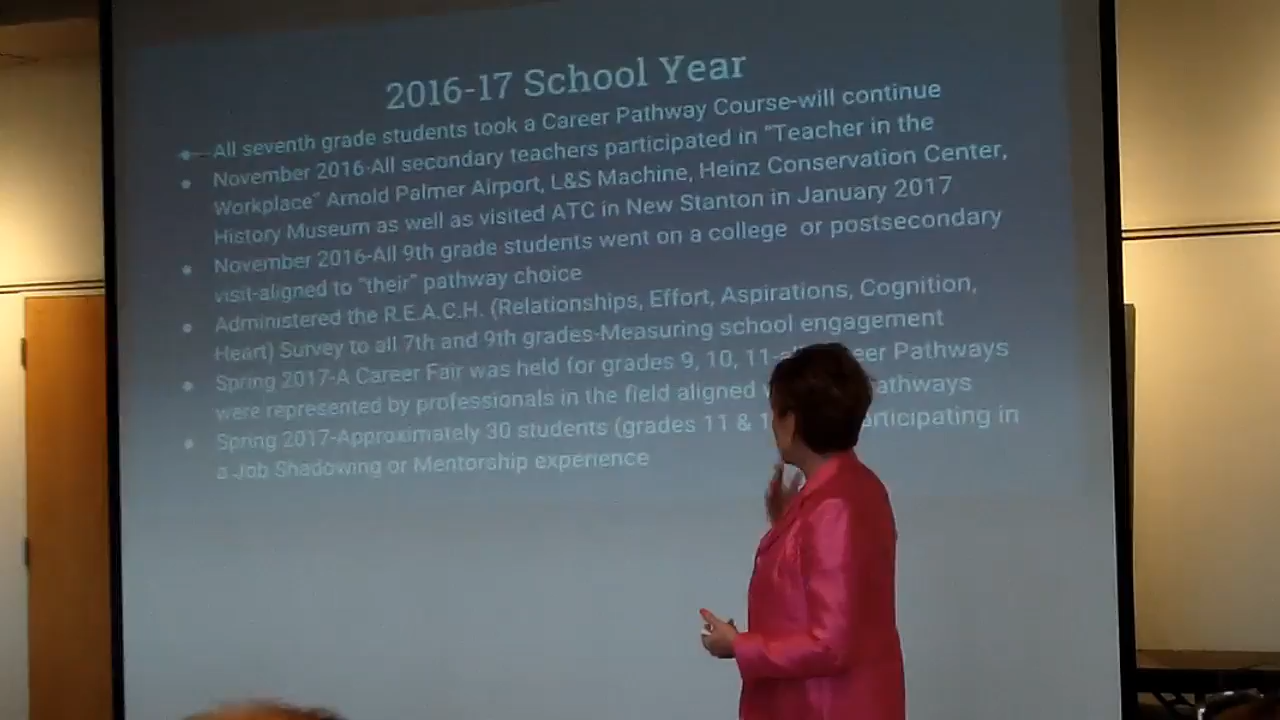 2016-17 School Year
All seventh grade students took a Career Pathway Course-will continue
November 2016-All secondary teachers participated in "Teacher in the
Workplace" Arnold Palmer Airport, L&S Machine, Heinz Conservation Center,
History Museum as well as visited ATC in New Stanton in January 2017
November 2016-All 9th grade students went on a college or postsecondary
visit-aligned to "their" pathway choice
Administered the R.E.A.C.H. (Relationships, Effort, Aspirations, Cognition,
Heart) Survey to all 7th and 9th grades-Measuring school engagement
Spring 2017-A Career Fair was held for grades 9, 10, 11 Pathways
were represented by professionals in the field aligned
Spring 2017-Approximately 30 students (grades 11 & in
a Job Shadowing or Mentorship experience